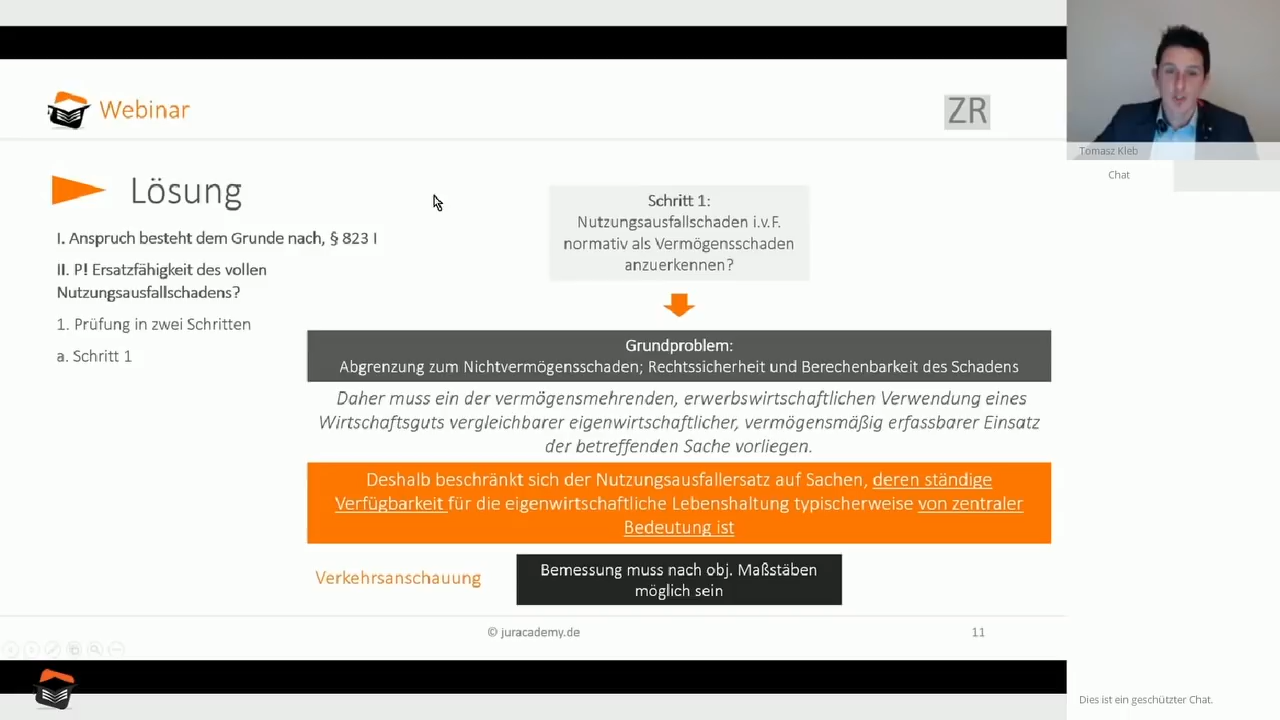 Webinar
ZR
Tomasz Kleb
Chat
Lösung
I. Anspruch besteht dem Grunde nach, § 823 I
II. P! Ersatzfähigkeit des vollen
Nutzungsausfallschadens?
1. Prüfung in zwei Schritten
a. Schritt 1
Schritt 1:
Nutzungsausfallschaden i.v.F.
normativ als Vermögensschaden
anzuerkennen?
Grundproblem:
Abgrenzung zum Nichtvermögensschaden; Rechtssicherheit und Berechenbarkeit des Schadens
Daher muss ein der vermögensmehrenden, erwerbswirtschaftlichen Verwendung eines
Wirtschaftsguts vergleichbarer eigenwirtschaftlicher, vermögensmäßig erfassbarer Einsatz
der betreffenden Sache vorliegen.
Deshalb beschränkt sich der Nutzungsausfallersatz auf Sachen, deren ständige
Verfügbarkeit für die eigenwirtschaftliche Lebenshaltung typischerweise von zentraler
Bedeutung ist
Verkehrsanschauung
Bemessung muss nach obj. Maßstäben
möglich sein
© juracademy.de
11
Dies ist ein geschützter Chat.